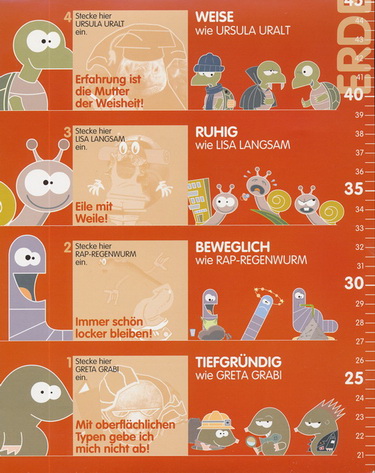 4
Stecke hier
URSULA URALT
ein.
Erfahrung ist
die Mutter
der Weisheit!
WEISE
wie URSULA URALT
3
Stecke hier
LISA LANGSAM
ein.
Eile mit
Weile!
RUHIG
wie LISA LANGSAM
2
Stecke hier
RAP-REGENWURM
ein.
Immer schön
locker bleiben!
BEWEGLICH
wie RAP-REGENWURM
1
Stecke hier
GRETA GRABI
ein.
Mit oberflächlichen
Typen gebe ich
mich nicht ab!
TIEFGRÜNDIG
wie GRETA GRABI
ERD
45
44
43
42
41
40
39
38
37
36
35
34
33
32
31
30
29
28
27
26
25
24
23
22
21